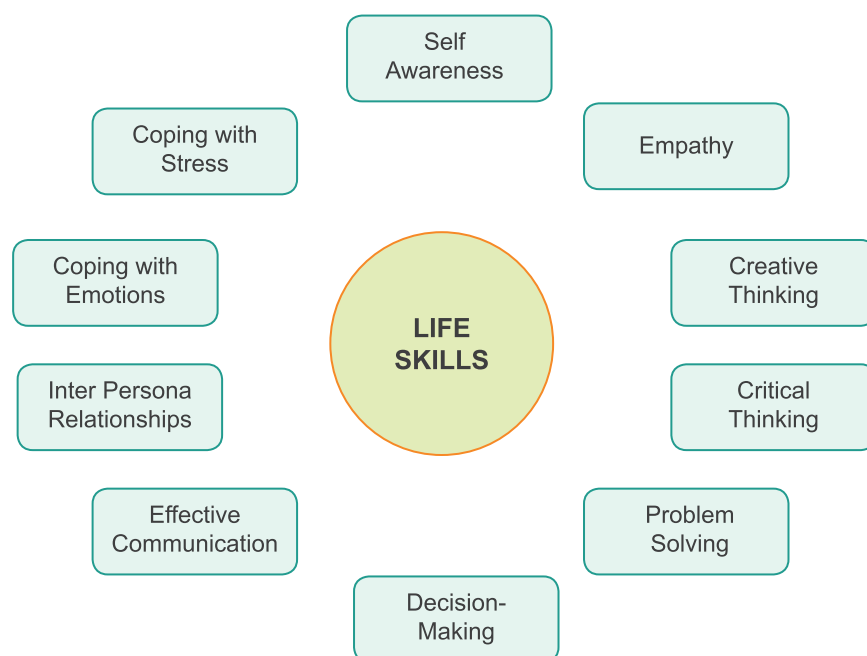 Self
Awareness
Empathy
Creative
Thinking
Critical
Thinking
Problem
Solving
Decision-
Making
Effective
Communication
Inter Persona
Relationships
Coping with
Emotions
Coping with
Stress
LIFE
SKILLS